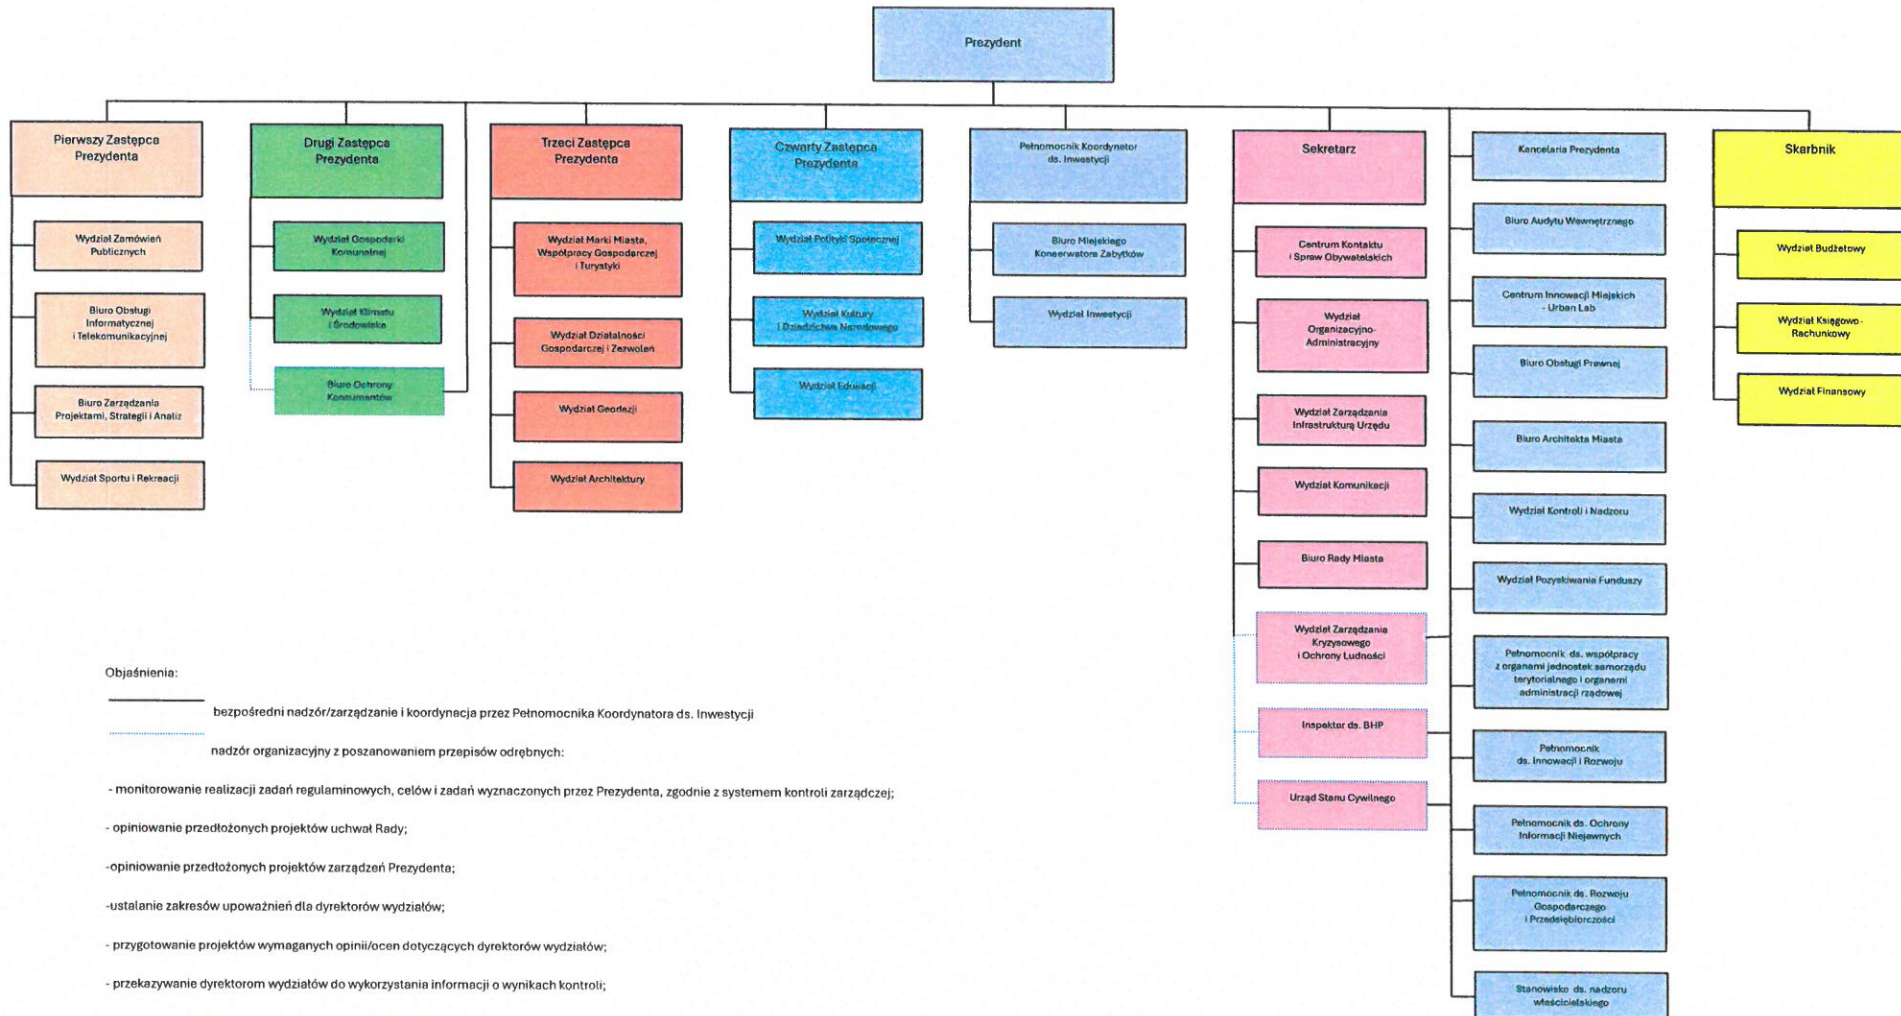 Prezydent
Pierwszy Zastępca
Prezydenta
Wydział Zamówień
Publicznych
Biuro Obsługi
Informatycznej
i Telekomunikacyjnej
Biuro Zarządzania
Projektami, Strategii i Analiz
Wydział Sportu i Rekreacji
Drugi Zastępca
Prezydenta
Wydział Gospodarki
Komunalnej
Wydział Klimatu
i Środowiska
Biuro Ochrony
Konsumentów
Trzeci Zastępca
Prezydenta
Wydział Marki Miasta,
Współpracy Gospodarczej
i Turystyki
Wydział Działalności
Gospodarczej i Zezwoleń
Wydział Geodezji
Wydział Architektury
Czwarty Zastępca
Prezydenta
Wydział Polityki Społecznej
Wydział Kultury
i Dziedzictwa Narodowego
Wydział Edukacji
Pełnomocnik Koordynator
ds. Inwestycji
Biuro Miejskiego
Konserwatora Zabytków
Wydział Inwestycji
Sekretarz
Centrum Kontaktu
i Spraw Obywatelskich
Wydział
Organizacyjno-
Administracyjny
Wydział Zarządzania
Infrastrukturą Urzędu
Wydział Komunikacji
Biuro Rady Miasta
Wydział Zarządzania
Kryzysowego
i Ochrony Ludności
Inspektor ds. BHP
Urząd Stanu Cywilnego
Kancelaria Prezydenta
Biuro Audytu Wewnętrznego
Centrum Innowacji Miejskich
- Urban Lab
Biuro Obsługi Prawnej
Biuro Architekta Miasta
Wydział Kontroli i Nadzoru
Wydział Pozyskiwania Funduszy
Pełnomocnik ds. współpracy
z organami jednostek samorządu
terytorialnego i organami
administracji rządowej
Pełnomocnik
ds. Innowacji i Rozwoju
Pełnomocnik ds. Ochrony
Informacji Niejawnych
Pełnomocnik ds. Rozwoju
Gospodarczego
i Przedsiębiorczości
Stanowisko ds. nadzoru
właścicielskiego
Skarbnik
Wydział Budżetowy
Wydział Księgowo-
Rachunkowy
Wydział Finansowy
Objaśnienia:
bezpośredni nadzór/zarządzanie i koordynacja przez Pełnomocnika Koordynatora ds. Inwestycji
nadzór organizacyjny z poszanowaniem przepisów odrębnych:
- monitorowanie realizacji zadań regulaminowych, celów i zadań wyznaczonych przez Prezydenta, zgodnie z systemem kontroli zarządczej;
- opiniowanie przedłożonych projektów uchwał Rady;
-opiniowanie przedłożonych projektów zarządzeń Prezydenta;
-ustalanie zakresów upoważnień dla dyrektorów wydziałów;
- przygotowanie projektów wymaganych opinii/ocen dotyczących dyrektorów wydziałów;
- przekazywanie dyrektorom wydziałów do wykorzystania informacji o wynikach kontroli;